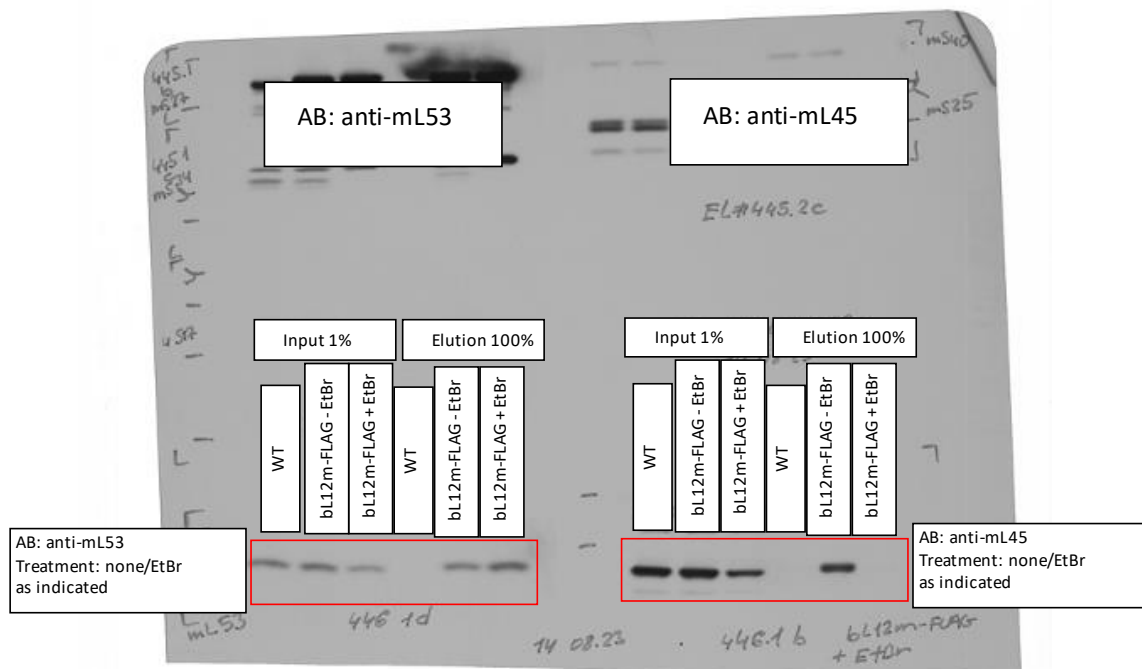 ? mS40
445.T
mS25
AB: anti-mL53
AB: anti-mL45
445.1
EL#445.2c
Input 1%
Elution 100%
Input 1%
Elution 100%
WT
bL12m-FLAG - EtBr
bL12m-FLAG + EtBr
WT
bL12m-FLAG - EtBr
bL12m-FLAG + EtBr
WT
bL12m-FLAG - EtBr
bL12m-FLAG + EtBr
WT
bL12m-FLAG - EtBr
bL12m-FLAG + EtBr
AB: anti-mL53
Treatment: none/EtBr
as indicated
AB: anti-mL45
Treatment: none/EtBr
as indicated
mL53
446 1d
14 08.23
446.1 b
bL12m-FLAG
+ EtBr